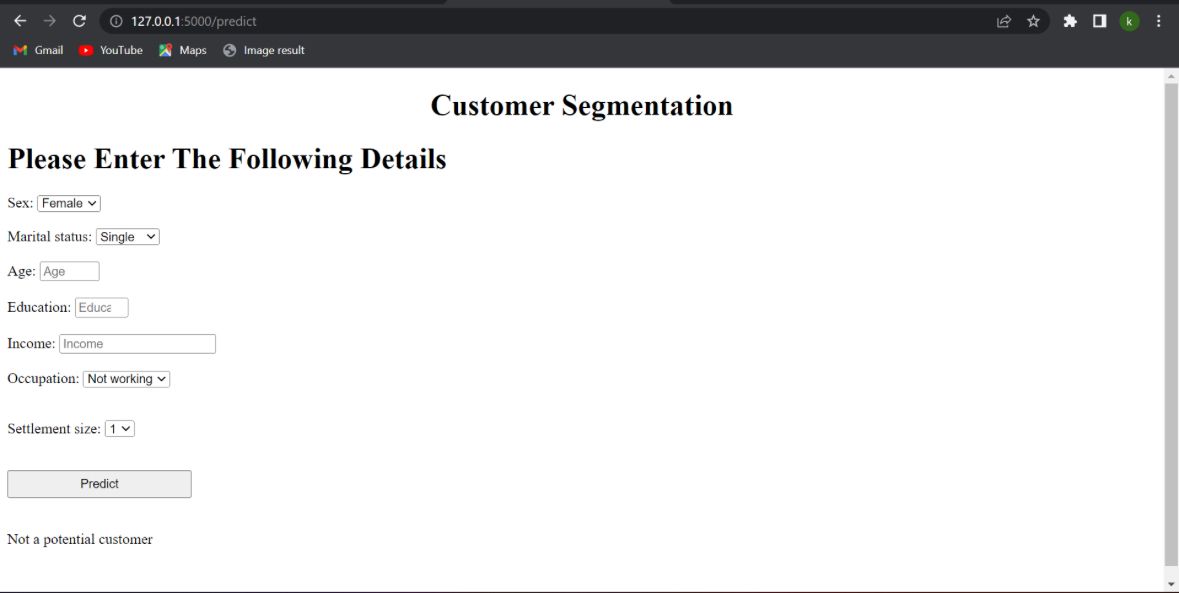 127.0.0.1:5000/predict
k
Gmail YouTube Maps Image result
Customer Segmentation
Please Enter The Following Details
Sex: Female
Marital status: Single
Age: Age
Education: Educa
Income: Income
Occupation: Not working
Settlement size: 1
Predict
Not a potential customer